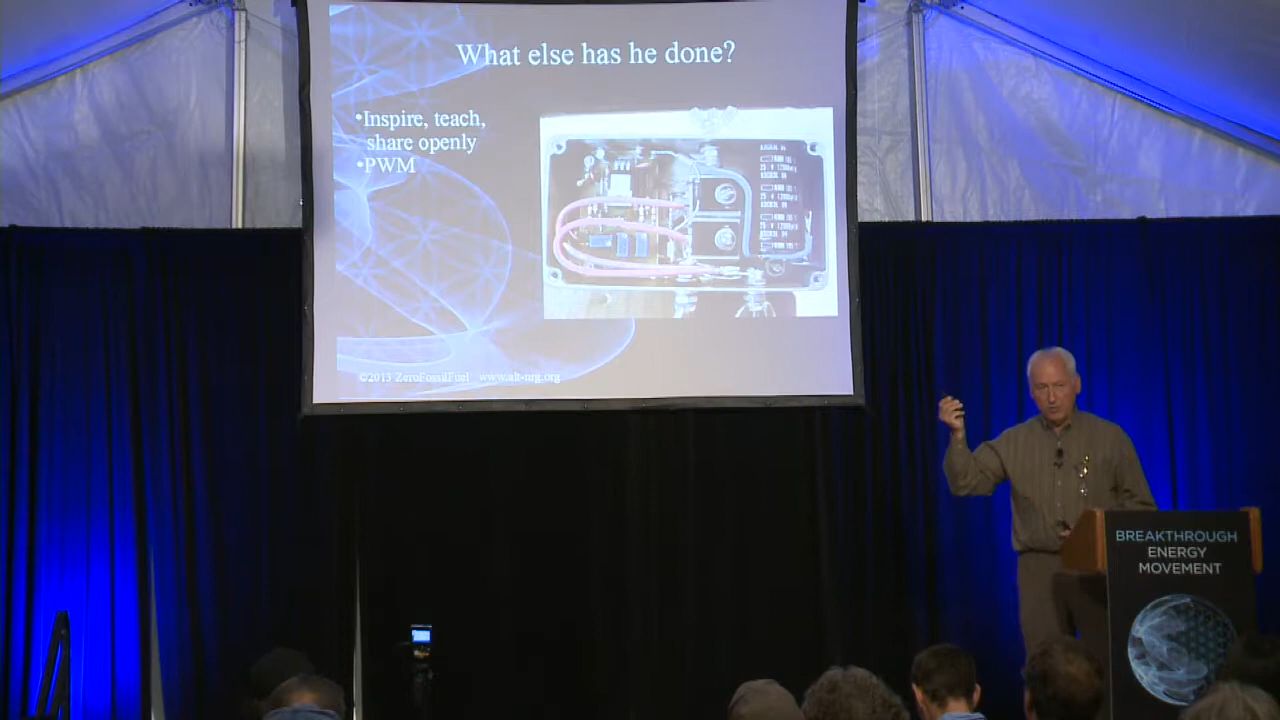 What else has he done?
•Inspire, teach,
share openly
•PWM
©2013 ZeroFossilFuel www.alt-nrg.org
BREAKTHROUGH
ENERGY
MOVEMENT